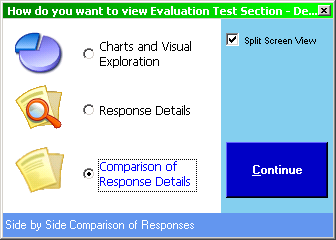 How do you want to view Evaluation Test Section - De...
Charts and Visual
Exploration
Split Screen View
Response Details
Comparison of
Response Details
Continue
Side by Side Comparison of Responses